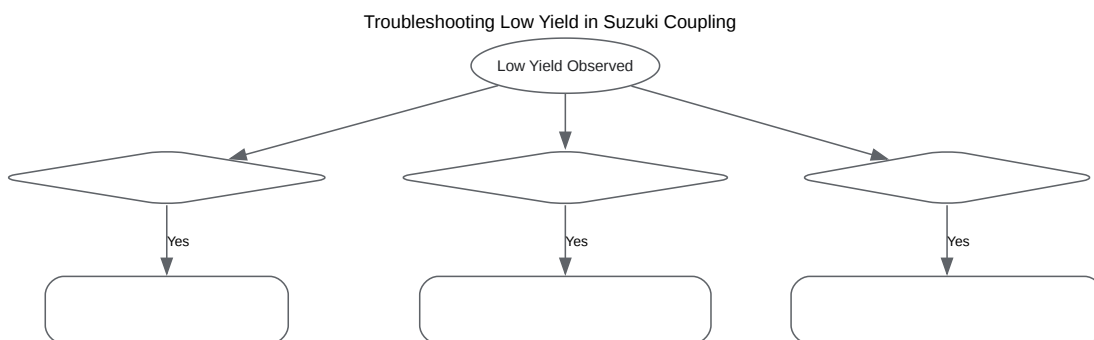 Troubleshooting Low Yield in Suzuki Coupling
Low Yield Observed
Yes
Yes
Yes